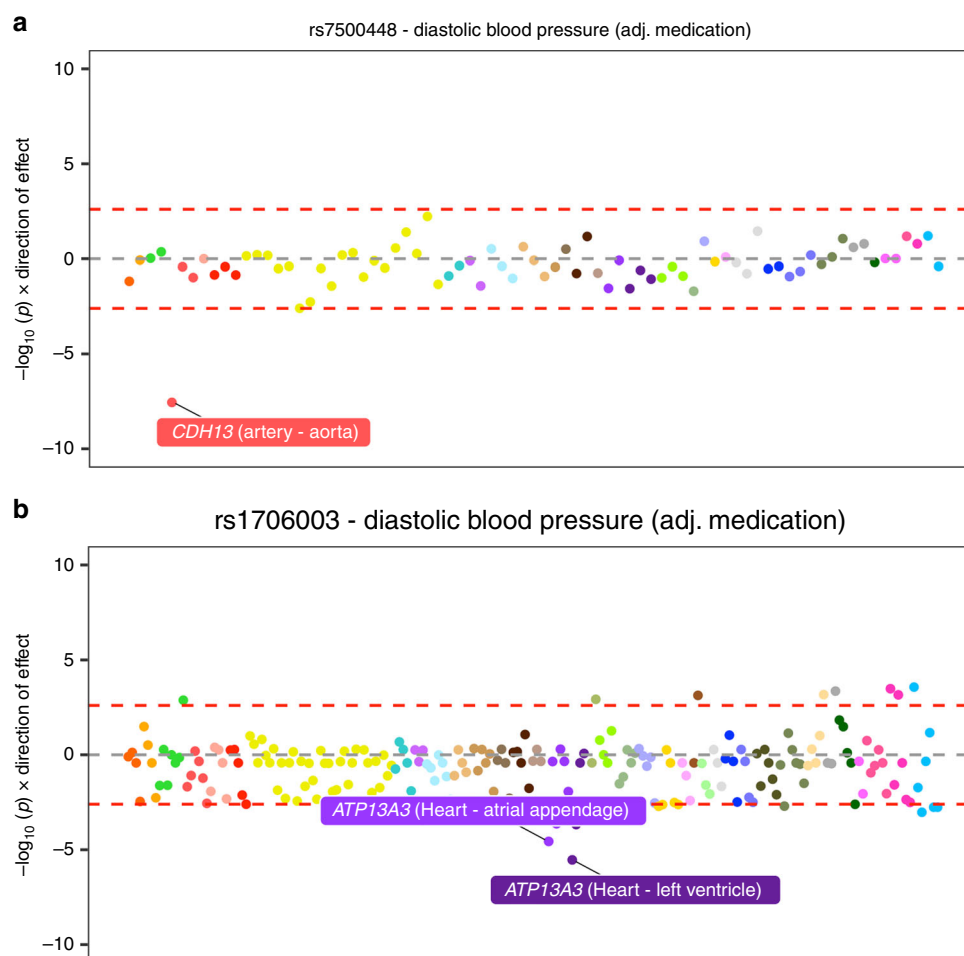 a
rs7500448 - diastolic blood pressure (adj. medication)
10
5
0
−5
−10
−log10 (p) × direction of effect
CDH13 (artery - aorta)
b
rs1706003 - diastolic blood pressure (adj. medication)
10
5
0
−5
−10
−log10 (p) × direction of effect
ATP13A3 (Heart - atrial appendage)
ATP13A3 (Heart - left ventricle)